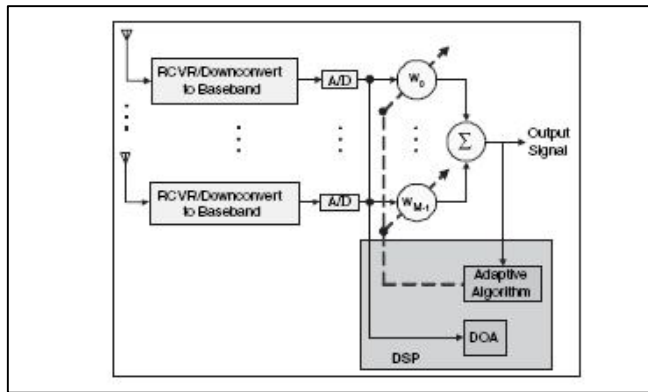 RCVR/Downconvert
to Baseband
A/D
w0
Σ
Output
Signal
RCVR/Downconvert
to Baseband
A/D
wM-1
Adaptive
Algorithm
DOA
DSP